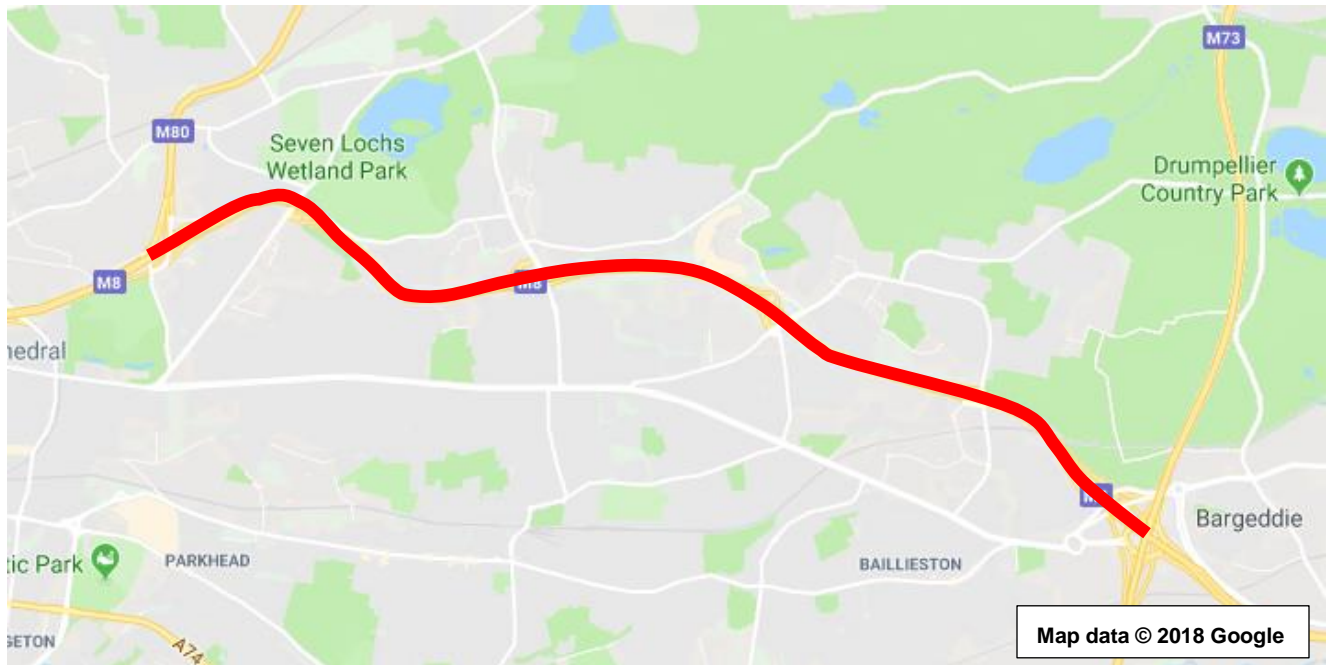 M73
M80
Seven Lochs
Wetland Park
Drumpellier
Country Park
M8
M8
hedral
Bargeddie
tic Park
PARKHEAD
BAILLIESTON
GETON
A74
Map data © 2018 Google